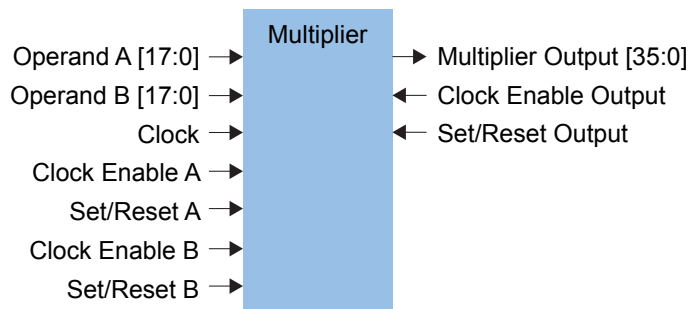 Multiplier
Operand A [17:0]
Operand B [17:0]
Clock
Clock Enable A
Set/Reset A
Clock Enable B
Set/Reset B
Multiplier Output [35:0]
Clock Enable Output
Set/Reset Output